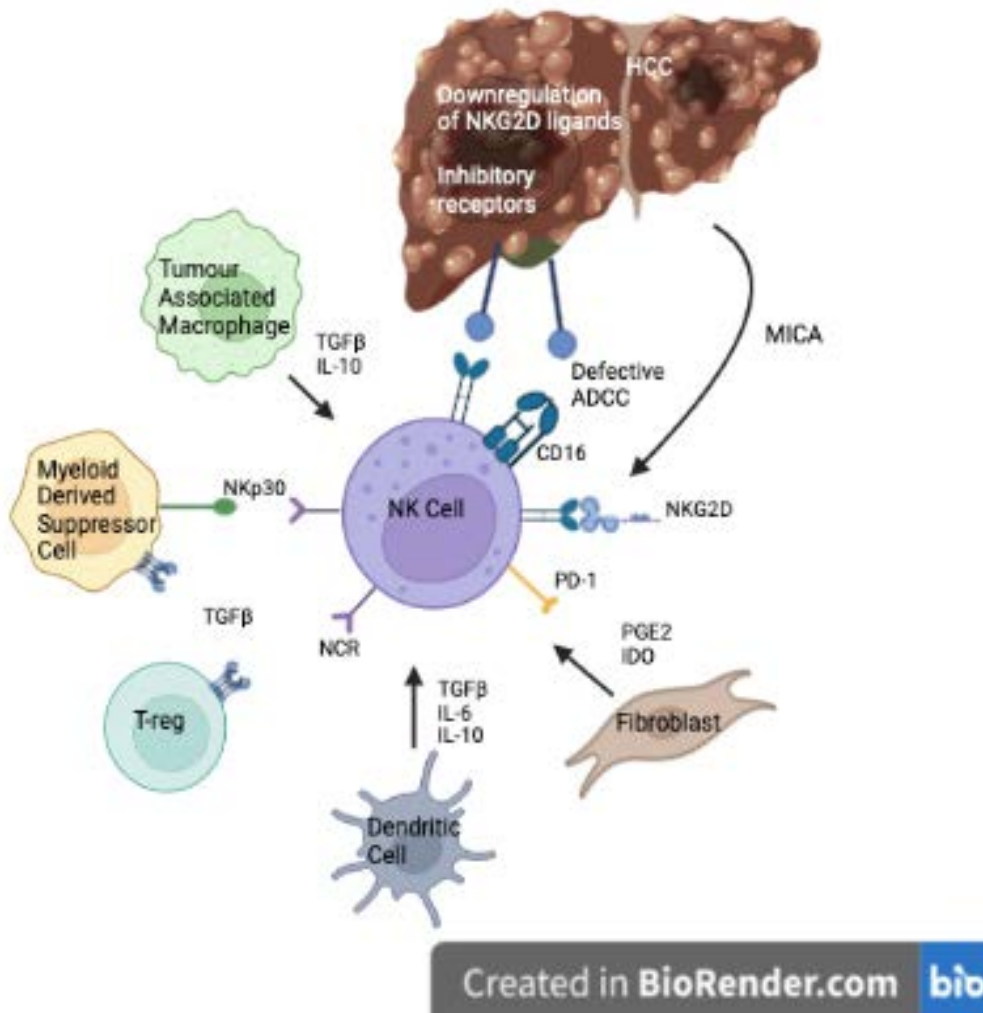 HCC
Downregulation
of NKG2D ligands
Inhibitory
receptors
Tumour
Associated
Macrophage
TGFβ
IL-10
MICA
Defective
ADCC
CD16
Myeloid
Derived
Suppressor
Cell
NKp30
NK Cell
NKG2D
PD-1
TGFβ
NCR
PGE2
IDO
T-reg
TGFβ
IL-6
IL-10
Fibroblast
Dendritic
Cell
Created in BioRender.com bio